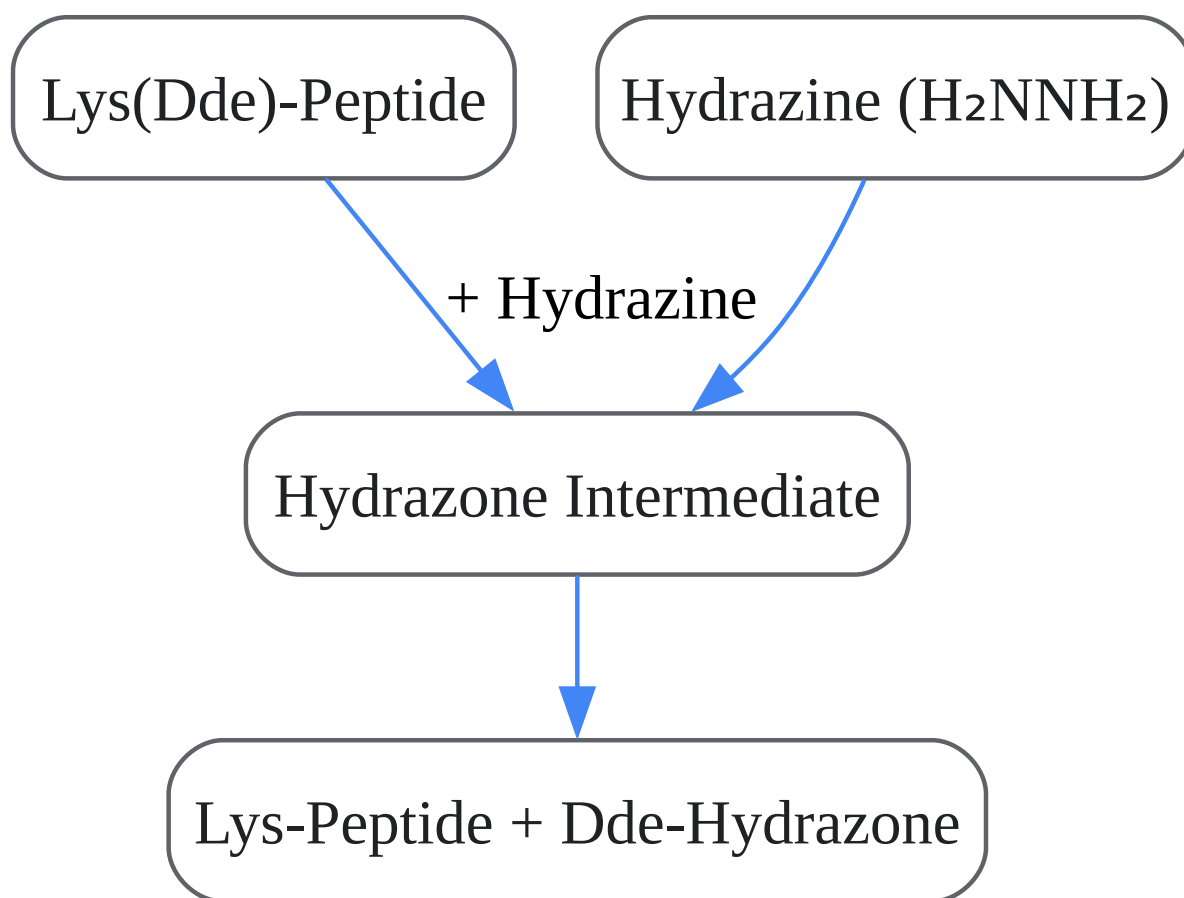 Lys(Dde)-Peptide
Hydrazine (H₂NNH₂)
+ Hydrazine
Hydrazone Intermediate
Lys-Peptide + Dde-Hydrazone